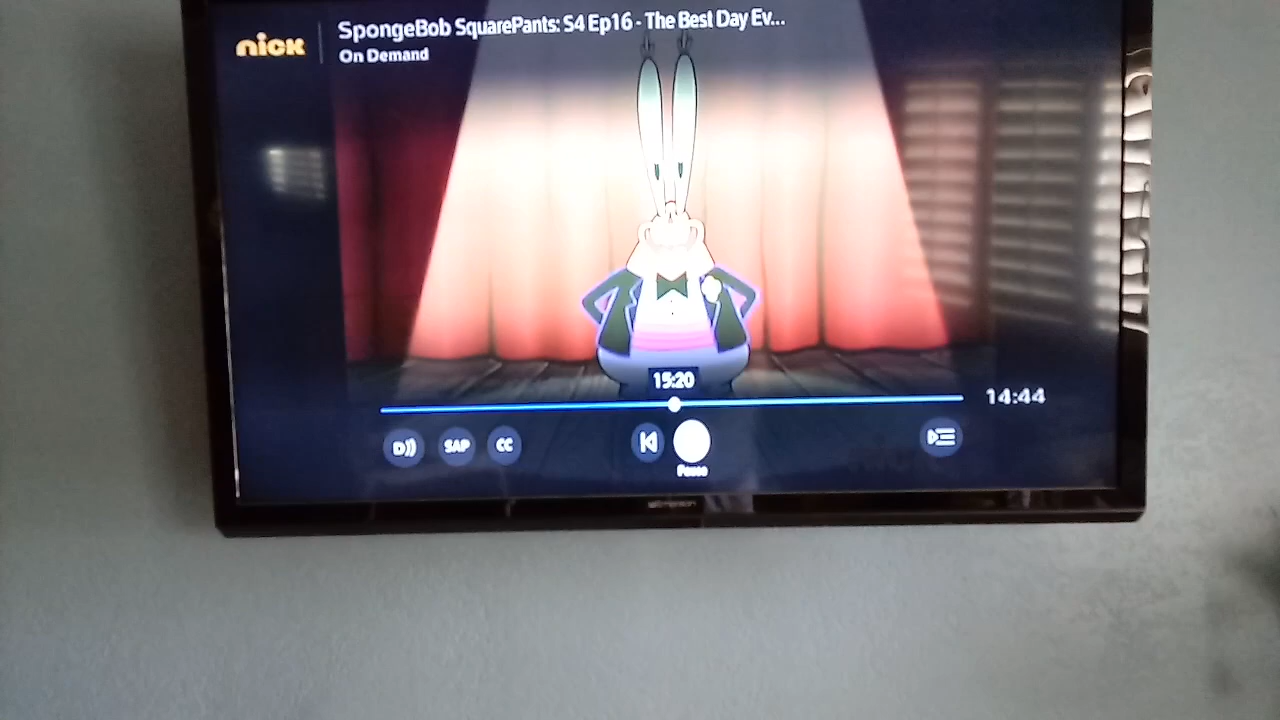 nick
SpongeBob SquarePants: S4 Ep16 - The Best Day Ev...
On Demand
15:20
14:44
D))) SAP CC
Pause